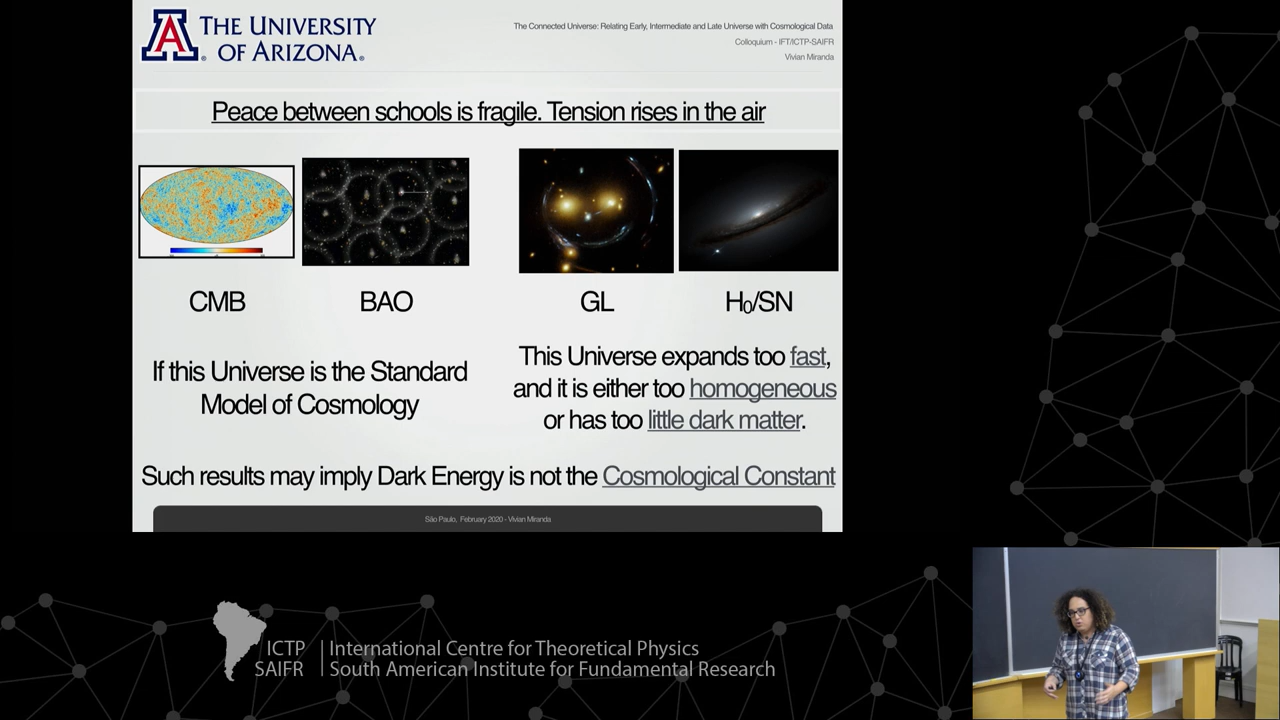 THE UNIVERSITY
OF ARIZONA.
The Connected Universe: Relating Early, Intermediate and Late Universe with Cosmological Data
Colloquium - IFT/ICTP-SAIFR
Vivian Miranda
Peace between schools is fragile. Tension rises in the air
CMB
BAO
GL
H₀/SN
If this Universe is the Standard
Model of Cosmology
This Universe expands too fast,
and it is either too homogeneous
or has too little dark matter.
Such results may imply Dark Energy is not the Cosmological Constant
São Paulo, February 2020 - Vivian Miranda
ICTP
SAIFR
International Centre for Theoretical Physics
South American Institute for Fundamental Research